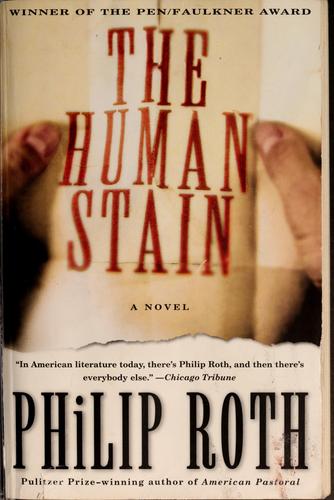 WINNER OF THE PEN/FAULKNER AWARD
THE
HUMAN
STAIN
A NOVEL
“In American literature today, there’s Philip Roth, and then there’s
everybody else.” —Chicago Tribune
PHiLIP ROTH
Pulitzer Prize–winning author of American Pastoral